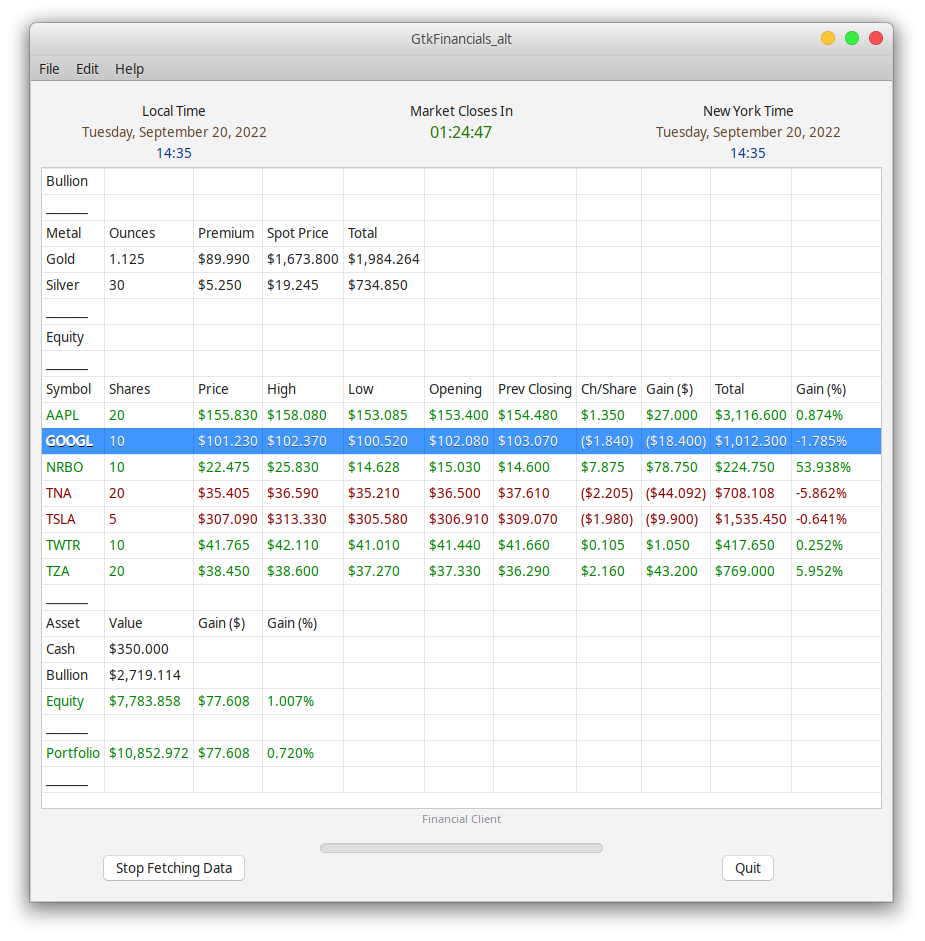 GtkFinancials_alt
File Edit Help
Local Time Market Closes In New York Time
Tuesday, September 20, 2022 01:24:47 Tuesday, September 20, 2022
14:35 14:35
Bullion
_______
Metal Ounces Premium Spot Price Total
Gold 1.125 $89.990 $1,673.800 $1,984.264
Silver 30 $5.250 $19.245 $734.850
_______
Equity
_______
Symbol Shares Price High Low Opening Prev Closing Ch/Share Gain ($) Total Gain (%)
AAPL 20 $155.830 $158.080 $153.085 $153.400 $154.480 $1.350 $27.000 $3,116.600 0.874%
GOOGL 10 $101.230 $102.370 $100.520 $102.080 $103.070 ($1.840) ($18.400) $1,012.300 -1.785%
NRBO 10 $22.475 $25.830 $14.628 $15.030 $14.600 $7.875 $78.750 $224.750 53.938%
TNA 20 $35.405 $36.590 $35.210 $36.500 $37.610 ($2.205) ($44.092) $708.108 -5.862%
TSLA 5 $307.090 $313.330 $305.580 $306.910 $309.070 ($1.980) ($9.900) $1,535.450 -0.641%
TWTR 10 $41.765 $42.110 $41.010 $41.440 $41.660 $0.105 $1.050 $417.650 0.252%
TZA 20 $38.450 $38.600 $37.270 $37.330 $36.290 $2.160 $43.200 $769.000 5.952%
_______
Asset Value Gain ($) Gain (%)
Cash $350.000
Bullion $2,719.114
Equity $7,783.858 $77.608 1.007%
_______
Portfolio $10,852.972 $77.608 0.720%
_______
Financial Client
Stop Fetching Data Quit